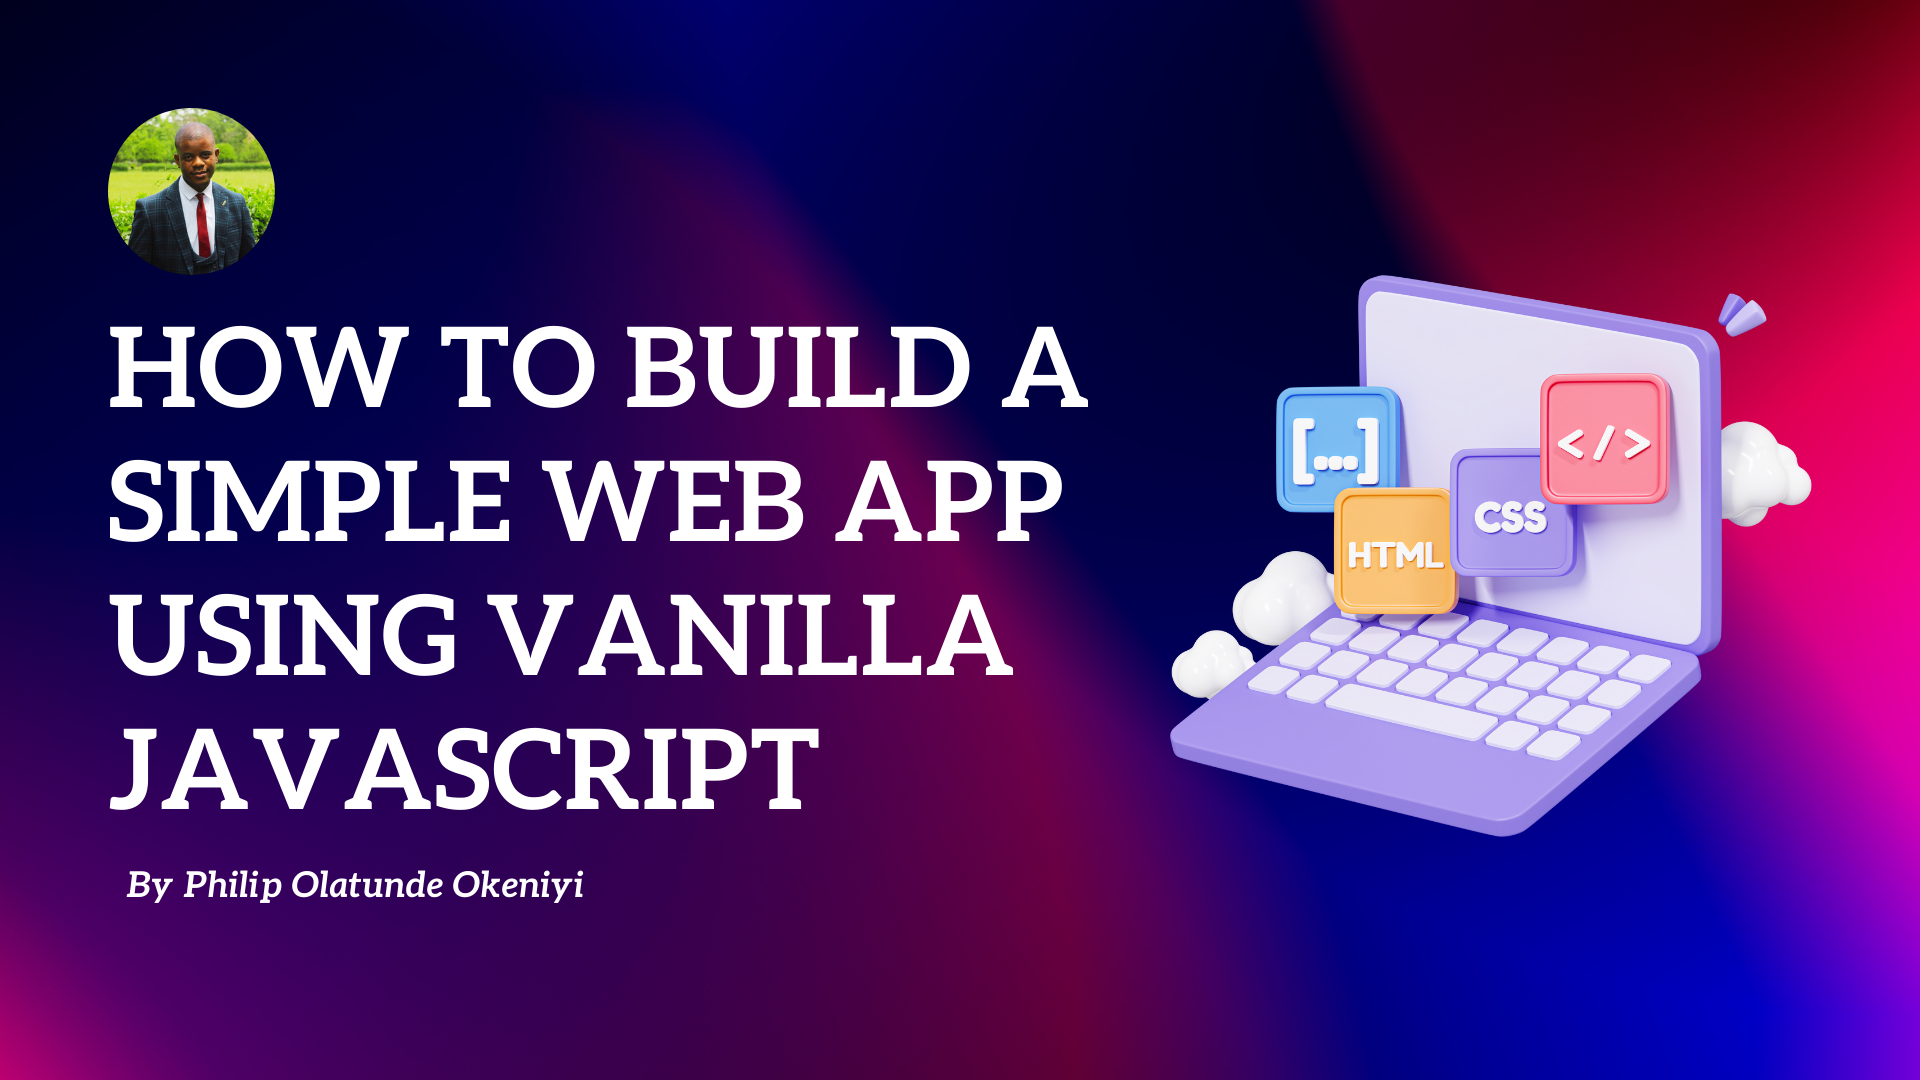 HOW TO BUILD A
SIMPLE WEB APP
USING VANILLA
JAVASCRIPT
By Philip Olatunde Okeniyi
[...]
</>
CSS
HTML